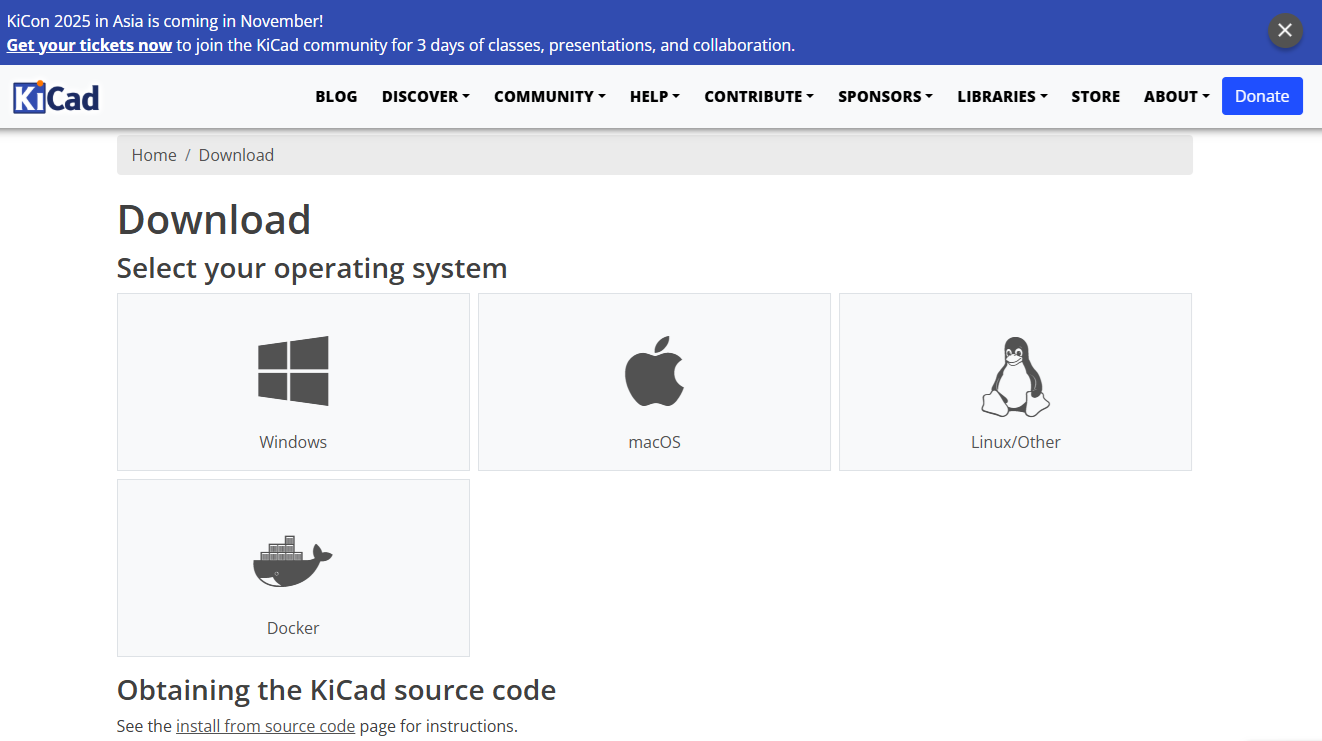 KiCon 2025 in Asia is coming in November!
Get your tickets now to join the KiCad community for 3 days of classes, presentations, and collaboration.
KiCad BLOG DISCOVER COMMUNITY HELP CONTRIBUTE SPONSORS LIBRARIES STORE ABOUT Donate
Home / Download
Download
Select your operating system
Windows macOS Linux/Other
Docker
Obtaining the KiCad source code
See the install from source code page for instructions.